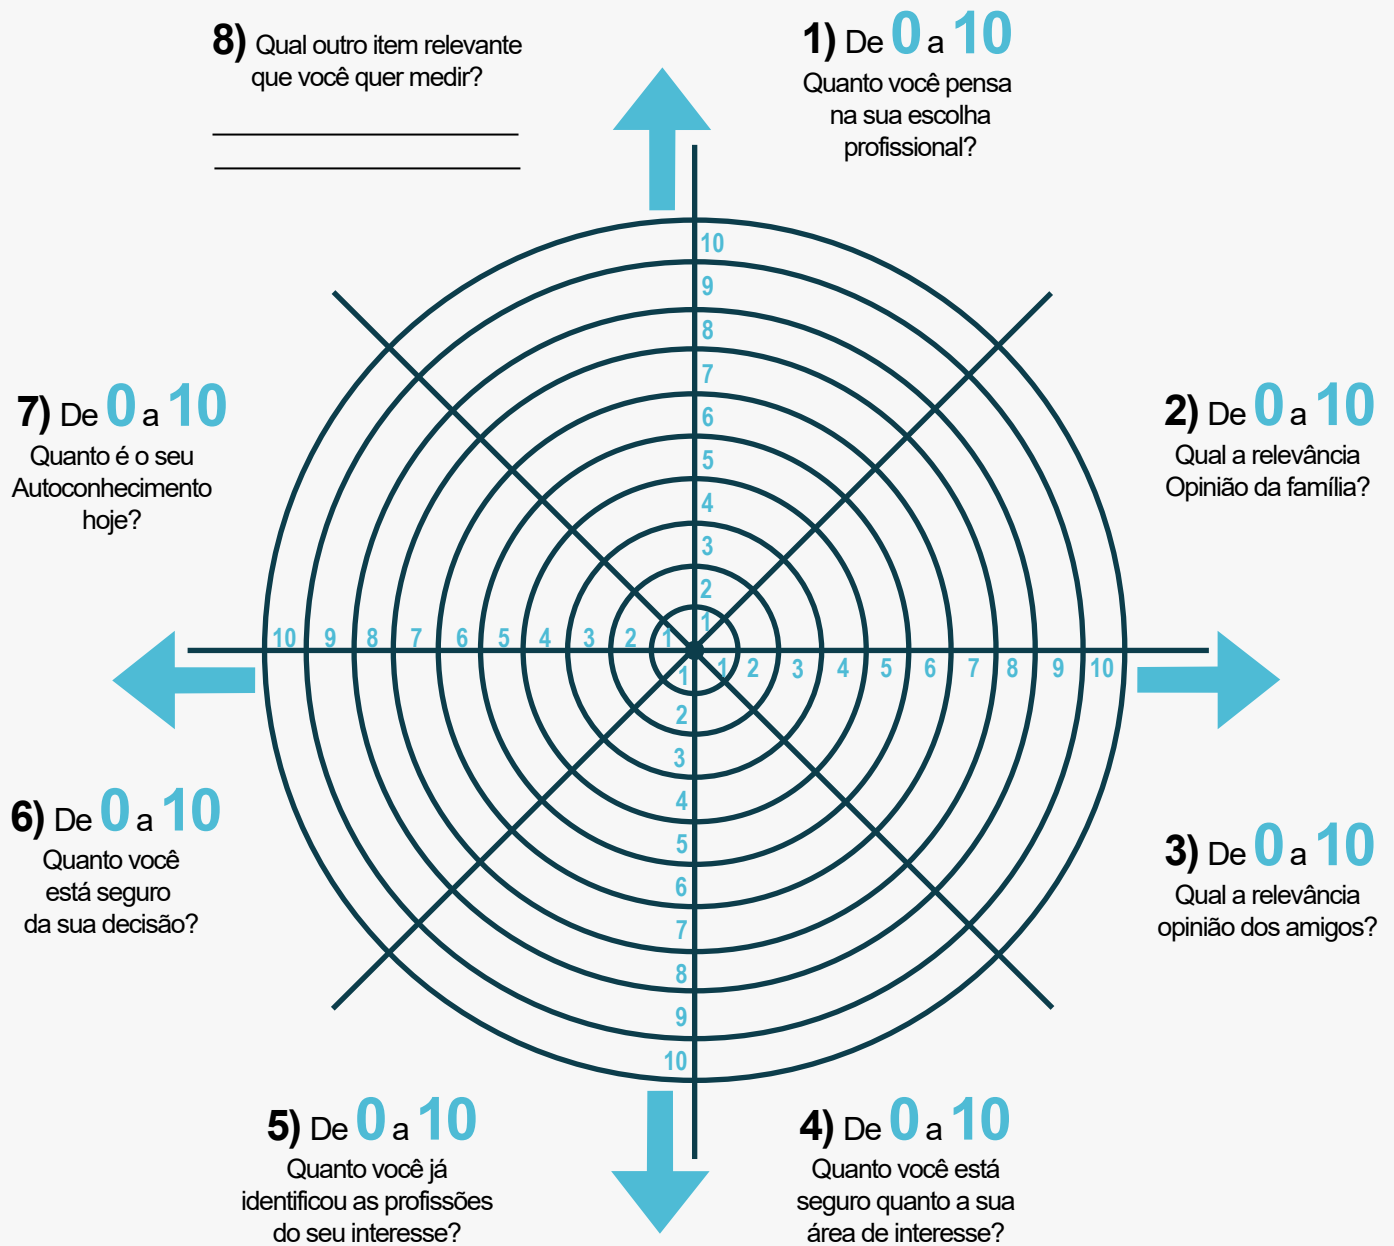 8) Qual outro item relevante
que você quer medir?
1) De 0 a 10
Quanto você pensa
na sua escolha
profissional?
2) De 0 a 10
Qual a relevância
Opinião da família?
3) De 0 a 10
Qual a relevância
opinião dos amigos?
4) De 0 a 10
Quanto você está
seguro quanto a sua
área de interesse?
5) De 0 a 10
Quanto você já
identificou as profissões
do seu interesse?
6) De 0 a 10
Quanto você
está seguro
da sua decisão?
7) De 0 a 10
Quanto é o seu
Autoconhecimento
hoje?
10
9
8
7
6
5
4
3
2
1
10 9 8 7 6 5 4 3 2 1
1 2 3 4 5 6 7 8 9 10
1
2
3
4
5
6
7
8
9
10